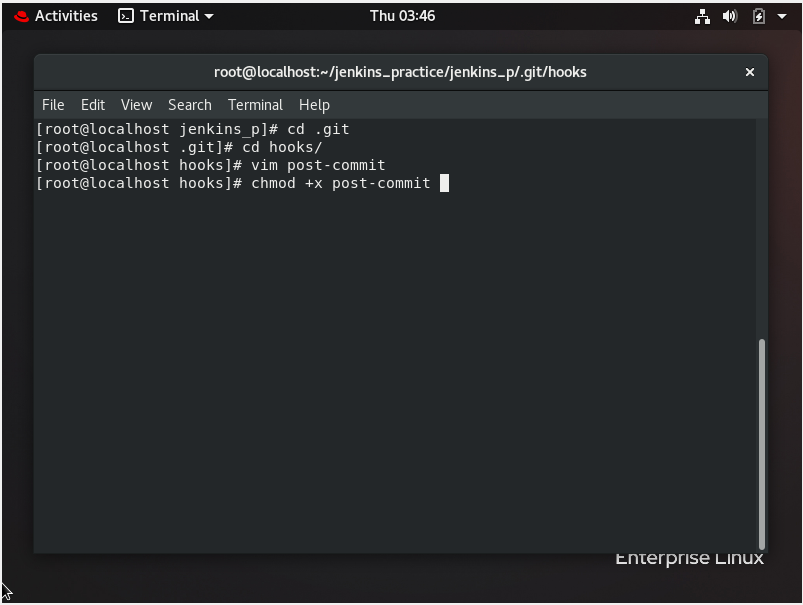 Activities Terminal Thu 03:46
root@localhost:~/jenkins_practice/jenkins_p/.git/hooks ×
File Edit View Search Terminal Help
[root@localhost jenkins_p]# cd .git
[root@localhost .git]# cd hooks/
[root@localhost hooks]# vim post-commit
[root@localhost hooks]# chmod +x post-commit
Enterprise Linux